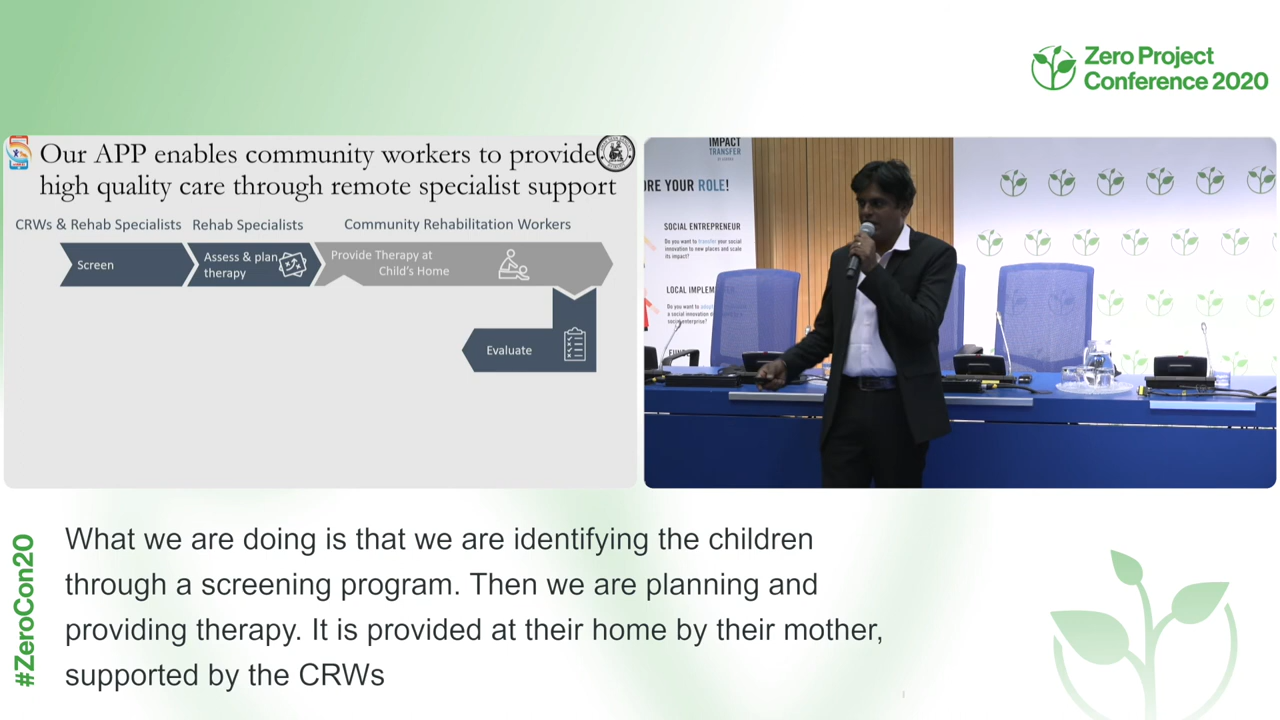 Zero Project
Conference 2020
Our APP enables community workers to provide
high quality care through remote specialist support
CRWs & Rehab Specialists
Rehab Specialists
Community Rehabilitation Workers
Screen
Assess & plan
therapy
Provide Therapy at
Child's Home
Evaluate
IMPACT
TRANSFER
ORE YOUR ROLE!
SOCIAL ENTREPRENEUR
Do you want to transfer your social
innovation to new places and scale
its impact?
LOCAL IMPLEM
Do you want to
a social innovation
social enterprise?
#ZeroCon20
What we are doing is that we are identifying the children
through a screening program. Then we are planning and
providing therapy. It is provided at their home by their mother,
supported by the CRWs